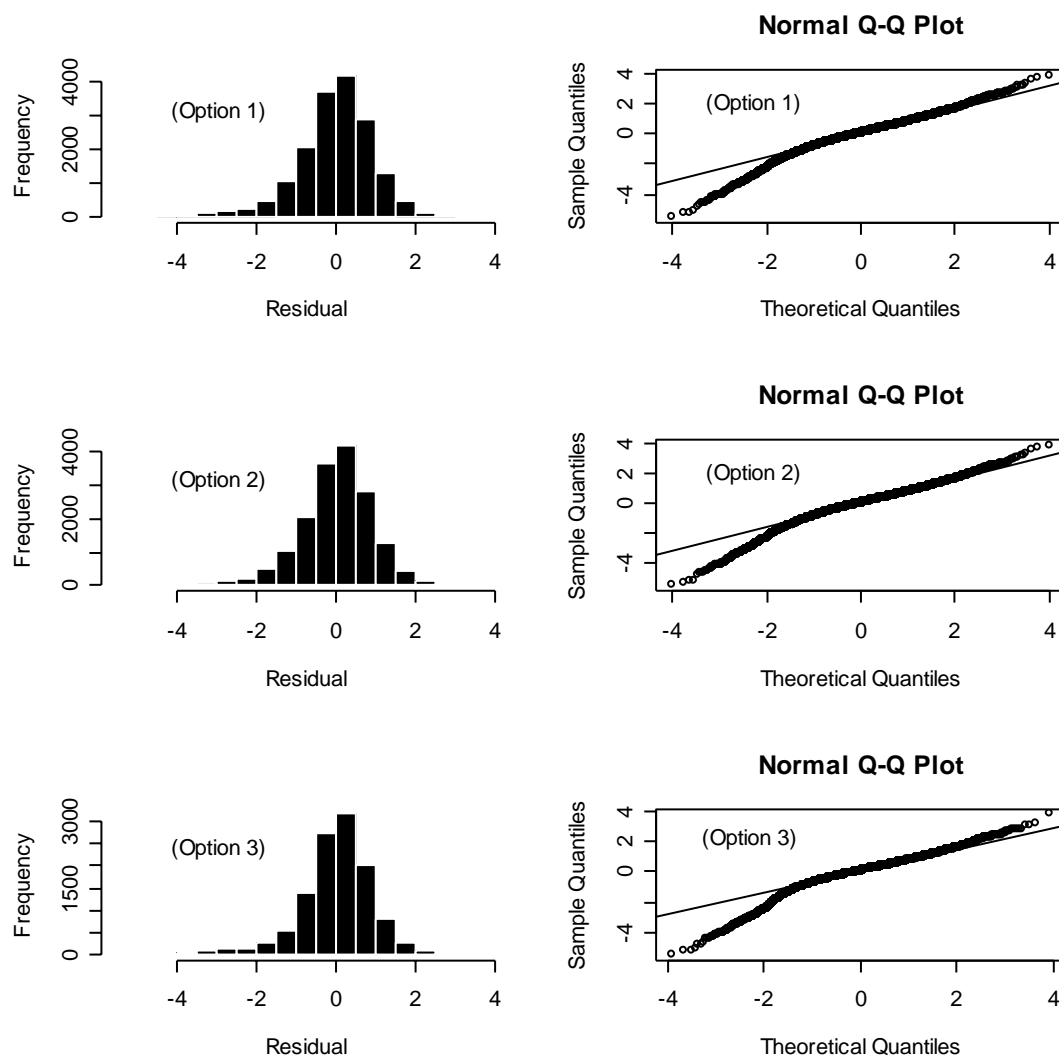 Normal Q-Q Plot
Frequency
0 2000 4000
(Option 1)
-4 -2 0 2 4
Residual
Sample Quantiles
-4 0 2 4
(Option 1)
-4 -2 0 2 4
Theoretical Quantiles
Normal Q-Q Plot
Frequency
0 2000 4000
(Option 2)
-4 -2 0 2 4
Residual
Sample Quantiles
-4 0 2 4
(Option 2)
-4 -2 0 2 4
Theoretical Quantiles
Normal Q-Q Plot
Frequency
0 1500 3000
(Option 3)
-4 -2 0 2 4
Residual
Sample Quantiles
-4 0 2 4
(Option 3)
-4 -2 0 2 4
Theoretical Quantiles